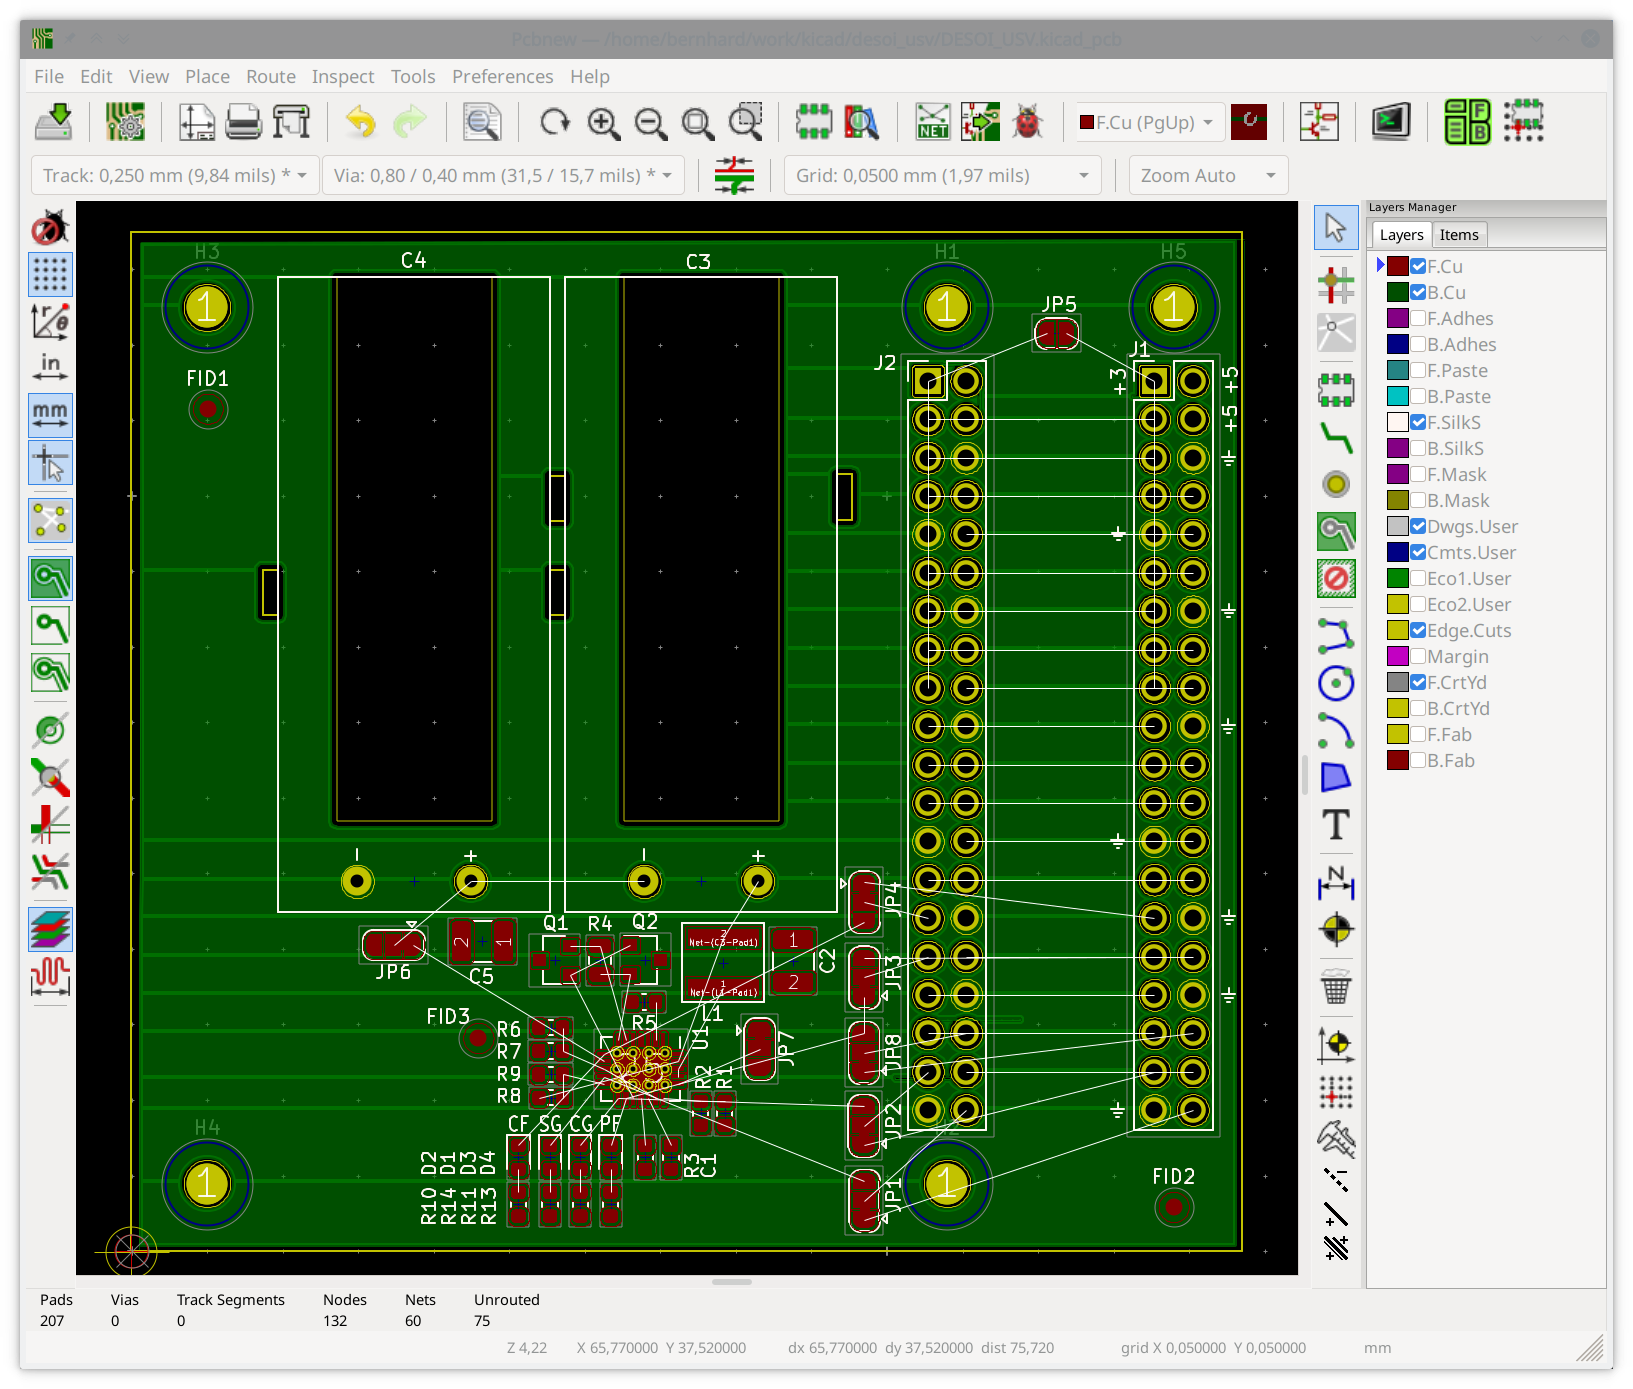 Pcbnew — /home/bernhard/work/kicad/desoi_usv/DESOI_USV.kicad_pcb
File Edit View Place Route Inspect Tools Preferences Help
NET
F.Cu (PgUp)
F
B
Track: 0,250 mm (9,84 mils) *
Via: 0,80 / 0,40 mm (31,5 / 15,7 mils) *
Grid: 0,0500 mm (1,97 mils)
Zoom Auto
in
mm
H3
C4
C3
H1
H5
1
1
1
JP5
J2
J1
FID1
+3
+5
+5
−
+
−
+
JP4
Q1
R4
Q2
2
1
JP6
C5
2
Net-(C3-Pad1)
1
Net-(L1-Pad1)
L1
1
2
C2
JP3
FID3
R6
R7
R9
R8
R5
U1
JP7
JP8
R2
R1
CF SG CG PF
JP2
H4
H2
1
1
D2
D1
D3
D4
R10
R14
R11
R13
R3
C1
JP1
FID2
T
N
Layers Manager
Layers Items
F.Cu
B.Cu
F.Adhes
B.Adhes
F.Paste
B.Paste
F.SilkS
B.SilkS
F.Mask
B.Mask
Dwgs.User
Cmts.User
Eco1.User
Eco2.User
Edge.Cuts
Margin
F.CrtYd
B.CrtYd
F.Fab
B.Fab
Pads Vias Track Segments Nodes Nets Unrouted
207 0 0 132 60 75
Z 4,22 X 65,770000 Y 37,520000 dx 65,770000 dy 37,520000 dist 75,720 grid X 0,050000 Y 0,050000 mm